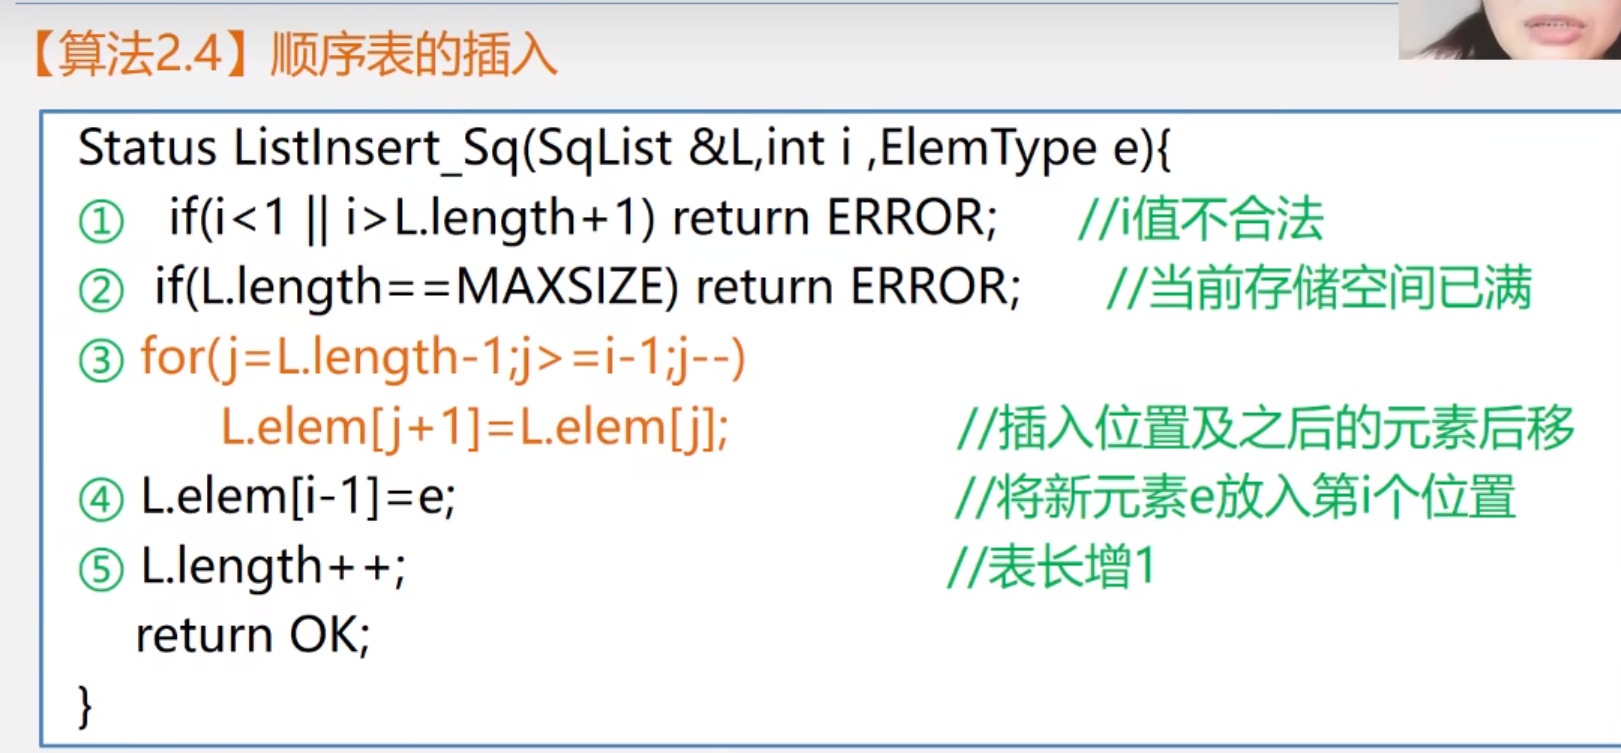 【算法2.4】顺序表的插入
Status ListInsert_Sq(SqList &L,int i ,ElemType e){
① if(i<1 || i>L.length+1) return ERROR; //i值不合法
② if(L.length==MAXSIZE) return ERROR; //当前存储空间已满
③ for(j=L.length-1;j>=i-1;j--)
L.elem[j+1]=L.elem[j]; //插入位置及之后的元素后移
④ L.elem[i-1]=e; //将新元素e放入第i个位置
⑤ L.length++; //表长增1
return OK;
}